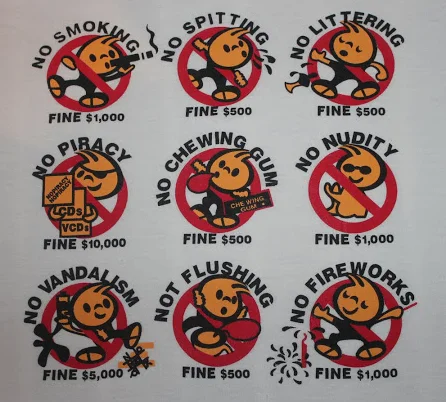 NO SMOKING
FINE $1,000
NO SPITTING
FINE $500
NO LITTERING
FINE $500
NO PIRACY
CDs
VCDs
FINE $10,000
NO CHEWING GUM
CHEWING
GUM
FINE $500
NO NUDITY
FINE $1,000
NO VANDALISM
FINE $5,000
NOT FLUSHING
FINE $500
NO FIREWORKS
FINE $1,000